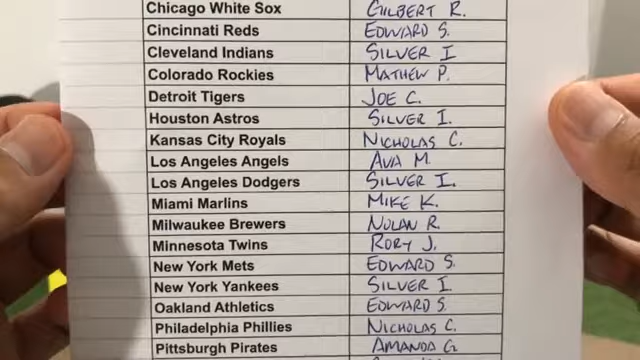 Chicago White Sox GILBERT R.
Cincinnati Reds EDWARD S.
Cleveland Indians SILVER I
Colorado Rockies MATHEW P.
Detroit Tigers JOE C.
Houston Astros SILVER I.
Kansas City Royals NICHOLAS C.
Los Angeles Angels AVA M.
Los Angeles Dodgers SILVER I.
Miami Marlins MIKE K.
Milwaukee Brewers NOLAN R.
Minnesota Twins RORY J.
New York Mets EDWARD S.
New York Yankees SILVER I.
Oakland Athletics EDWARD S.
Philadelphia Phillies NICHOLAS C.
Pittsburgh Pirates AMANDA G.